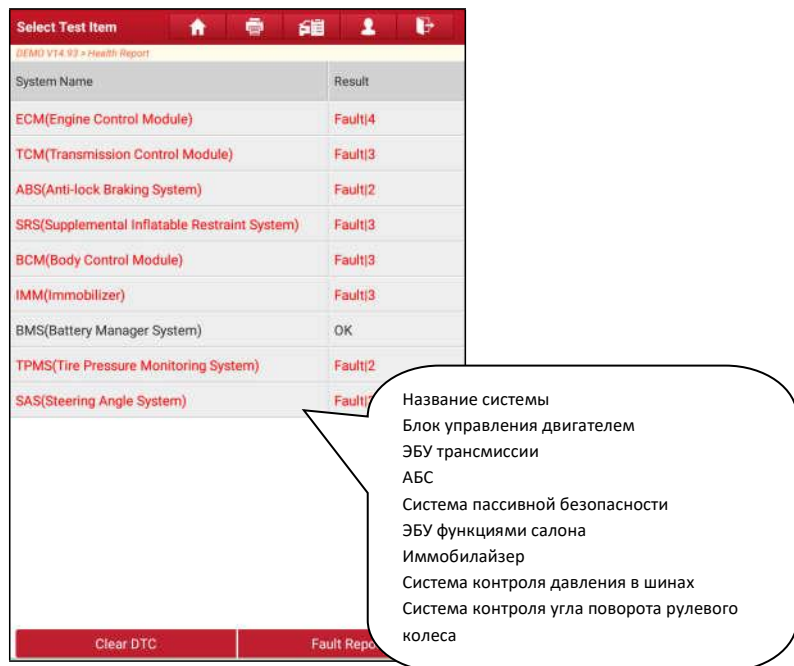 Select Test Item
DEMO V14.93 > Health Report
System Name Result
ECM(Engine Control Module) Fault|4
TCM(Transmission Control Module) Fault|3
ABS(Anti-lock Braking System) Fault|2
SRS(Supplemental Inflatable Restraint System) Fault|3
BCM(Body Control Module) Fault|3
IMM(Immobilizer) Fault|3
BMS(Battery Manager System) OK
TPMS(Tire Pressure Monitoring System) Fault|2
SAS(Steering Angle System) Fault|
Название системы
Блок управления двигателем
ЭБУ трансмиссии
АБС
Система пассивной безопасности
ЭБУ функциями салона
Иммобилайзер
Система контроля давления в шинах
Система контроля угла поворота рулевого
колеса
Clear DTC Fault Repo